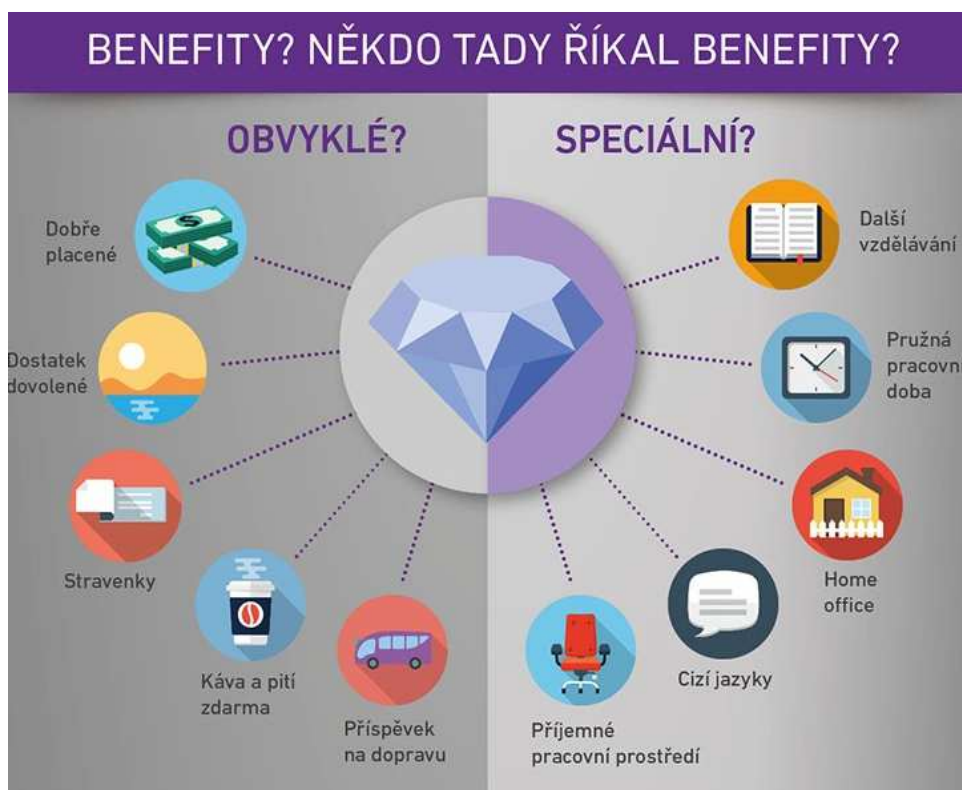 BENEFITY? NĚKDO TADY ŘÍKAL BENEFITY?
OBVYKLÉ?
Dobře
placené
Dostatek
dovolené
Stravenky
Káva a pití
zdarma
Příspěvek
na dopravu
SPECIÁLNÍ?
Další
vzdělávání
Pružná
pracovní
doba
Home
office
Cizí jazyky
Příjemné
pracovní prostředí